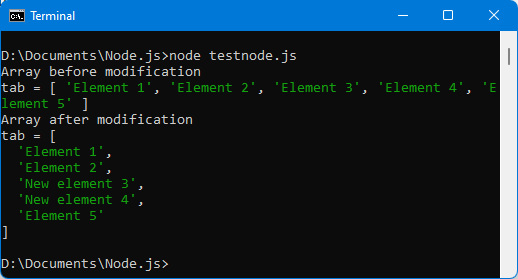 Terminal
D:\Documents\Node.js>node testnode.js
Array before modification
tab = [ 'Element 1', 'Element 2', 'Element 3', 'Element 4', 'E
lement 5' ]
Array after modification
tab = [
  'Element 1',
  'Element 2',
  'New element 3',
  'New element 4',
  'Element 5'
]
D:\Documents\Node.js>